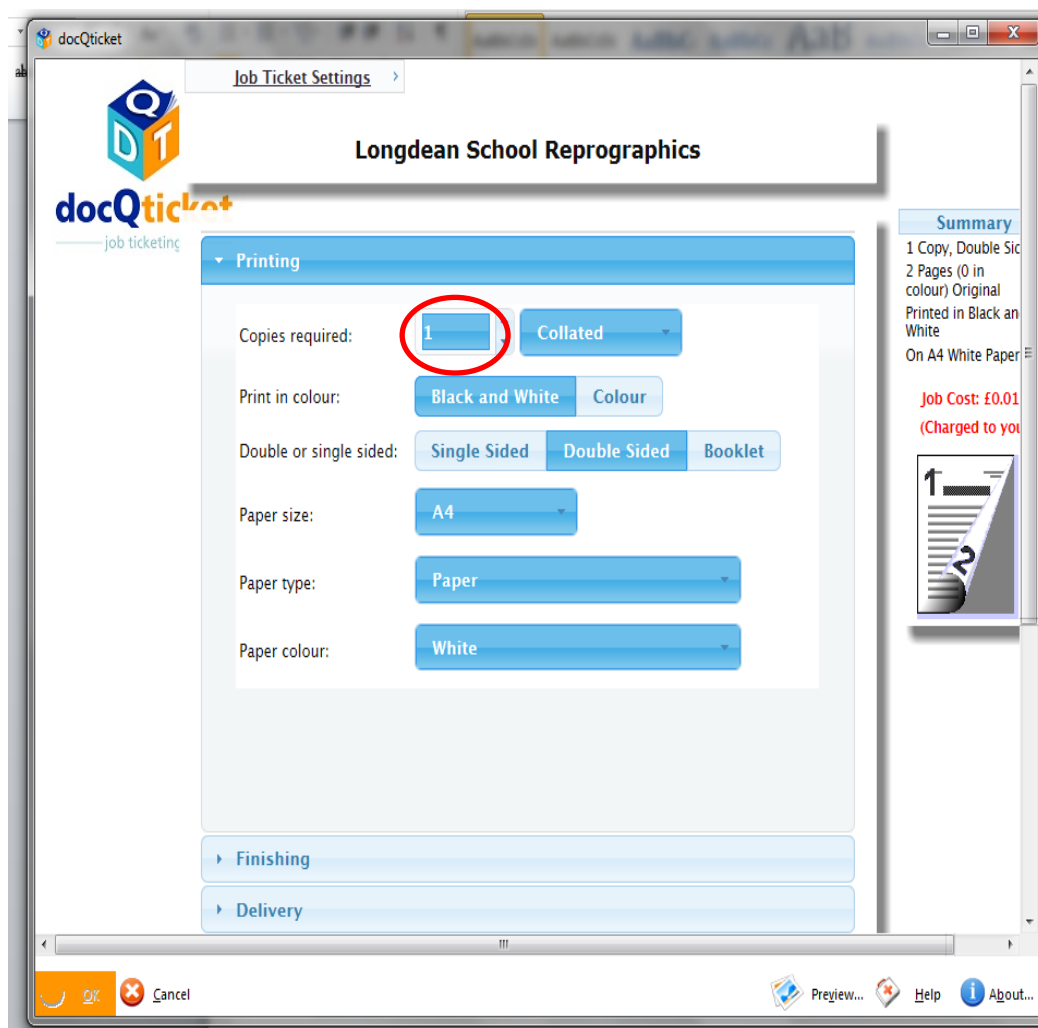 docQticket
Job Ticket Settings
Q
D T
Longdean School Reprographics
docQticket
job ticketing
Summary
1 Copy, Double Sic
2 Pages (0 in
colour) Original
Printed in Black an
White
On A4 White Paper
Job Cost: £0.01
(Charged to you
1
2
Printing
Copies required: 1 Collated
Print in colour: Black and White Colour
Double or single sided: Single Sided Double Sided Booklet
Paper size: A4
Paper type: Paper
Paper colour: White
Finishing
Delivery
OK Cancel Preview... Help About...